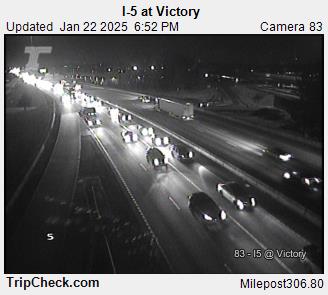 I-5 at Victory
Updated Jan 22 2025 6:52 PM Camera 83
S
83 - I5 @ Victory
TripCheck.com Milepost306.80